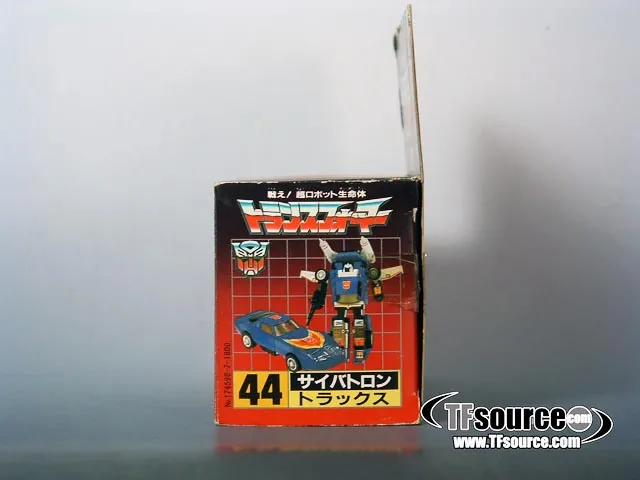 戦え! 超ロボット生命体
トランスフォーマー
44
サイバトロン
トラックス
TFsource.com
www.TFsource.com